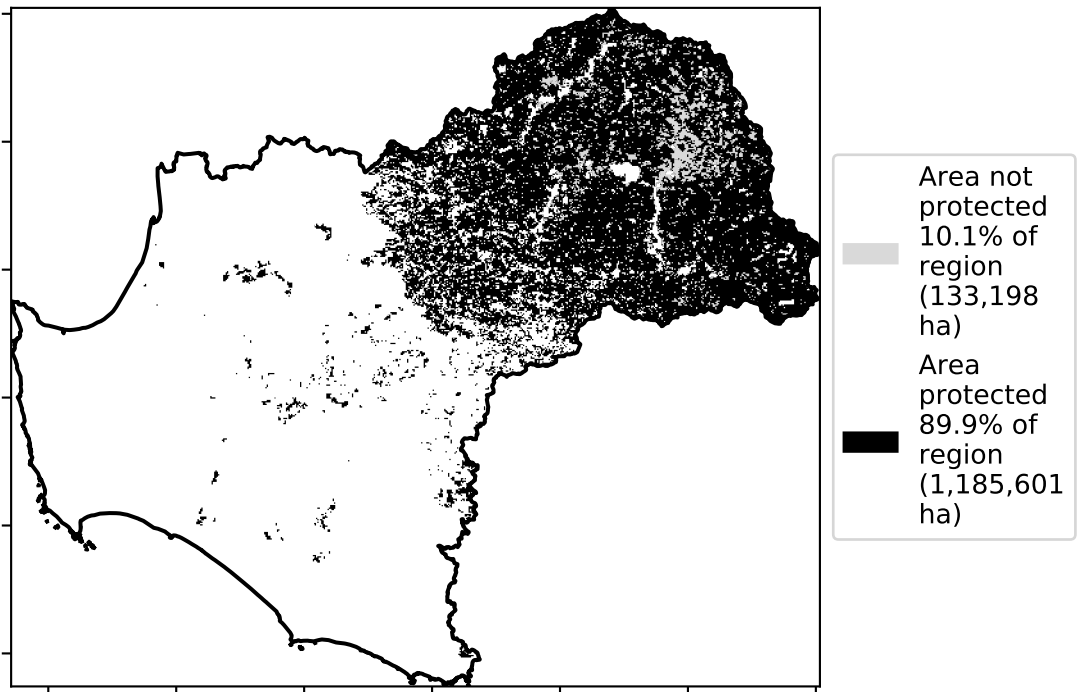 Area not
protected
10.1% of
region
(133,198
ha)
Area
protected
89.9% of
region
(1,185,601
ha)